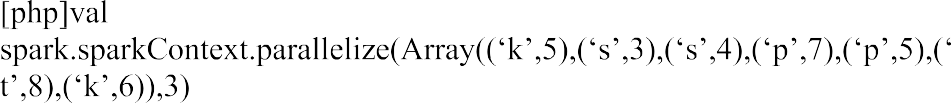 [php]val
spark.sparkContext.parallelize(Array((‘k’,5),(‘s’,3),(‘s’,4),(‘p’,7),(‘p’,5),(‘
t’,8),(‘k’,6)),3)